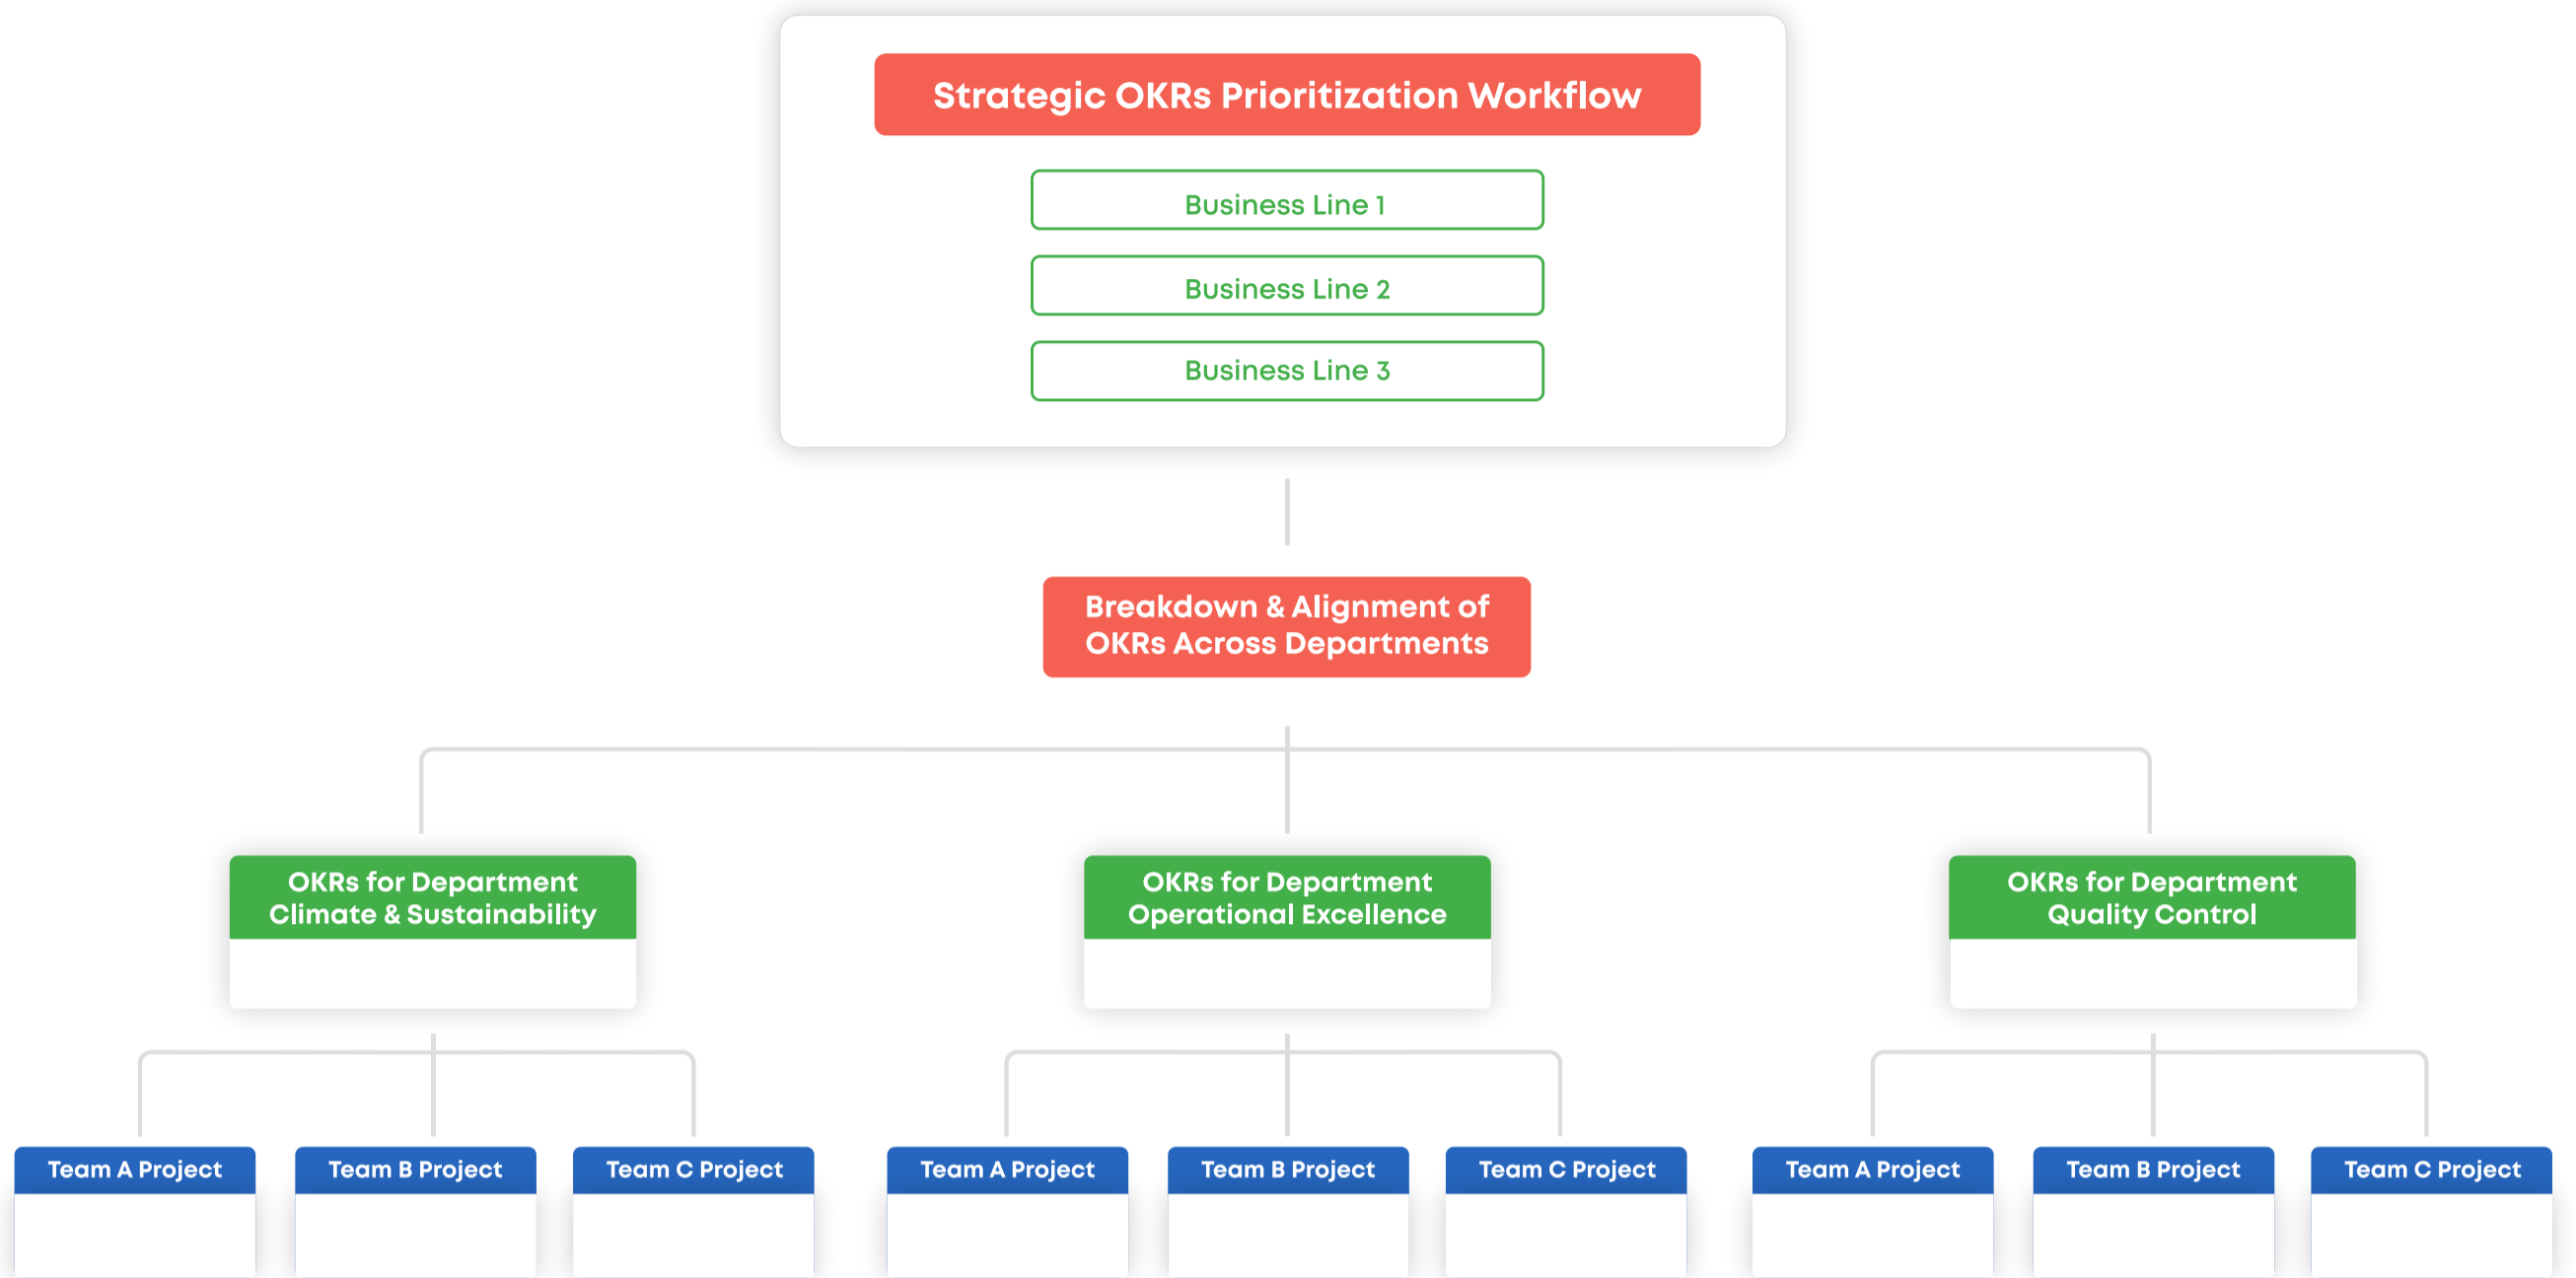 Strategic OKRs Prioritization Workflow
Business Line 1
Business Line 2
Business Line 3
Breakdown & Alignment of
OKRs Across Departments
OKRs for Department
Climate & Sustainability
OKRs for Department
Operational Excellence
OKRs for Department
Quality Control
Team A Project
Team B Project
Team C Project
Team A Project
Team B Project
Team C Project
Team A Project
Team B Project
Team C Project